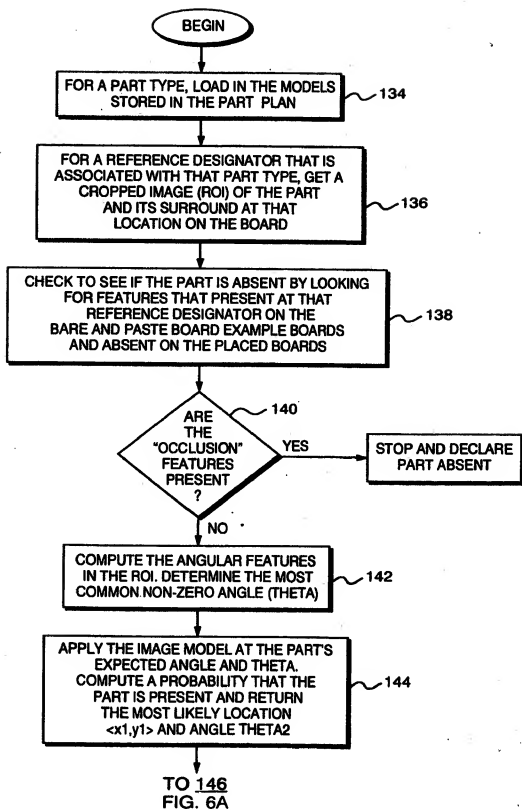 BEGIN
FOR A PART TYPE, LOAD IN THE MODELS
STORED IN THE PART PLAN
134
FOR A REFERENCE DESIGNATOR THAT IS
ASSOCIATED WITH THAT PART TYPE, GET A
CROPPED IMAGE (ROI) OF THE PART
AND ITS SURROUND AT THAT
LOCATION ON THE BOARD
136
CHECK TO SEE IF THE PART IS ABSENT BY LOOKING
FOR FEATURES THAT PRESENT AT THAT
REFERENCE DESIGNATOR ON THE
BARE AND PASTE BOARD EXAMPLE BOARDS
AND ABSENT ON THE PLACED BOARDS
138
140
ARE
THE
"OCCLUSION"
FEATURES
PRESENT
?
YES
STOP AND DECLARE
PART ABSENT
NO
COMPUTE THE ANGULAR FEATURES
IN THE ROI. DETERMINE THE MOST
COMMON NON-ZERO ANGLE (THETA)
142
APPLY THE IMAGE MODEL AT THE PART'S
EXPECTED ANGLE AND THETA.
COMPUTE A PROBABILITY THAT THE
PART IS PRESENT AND RETURN
THE MOST LIKELY LOCATION
<x1,y1> AND ANGLE THETA2
144
TO 146
FIG. 6A